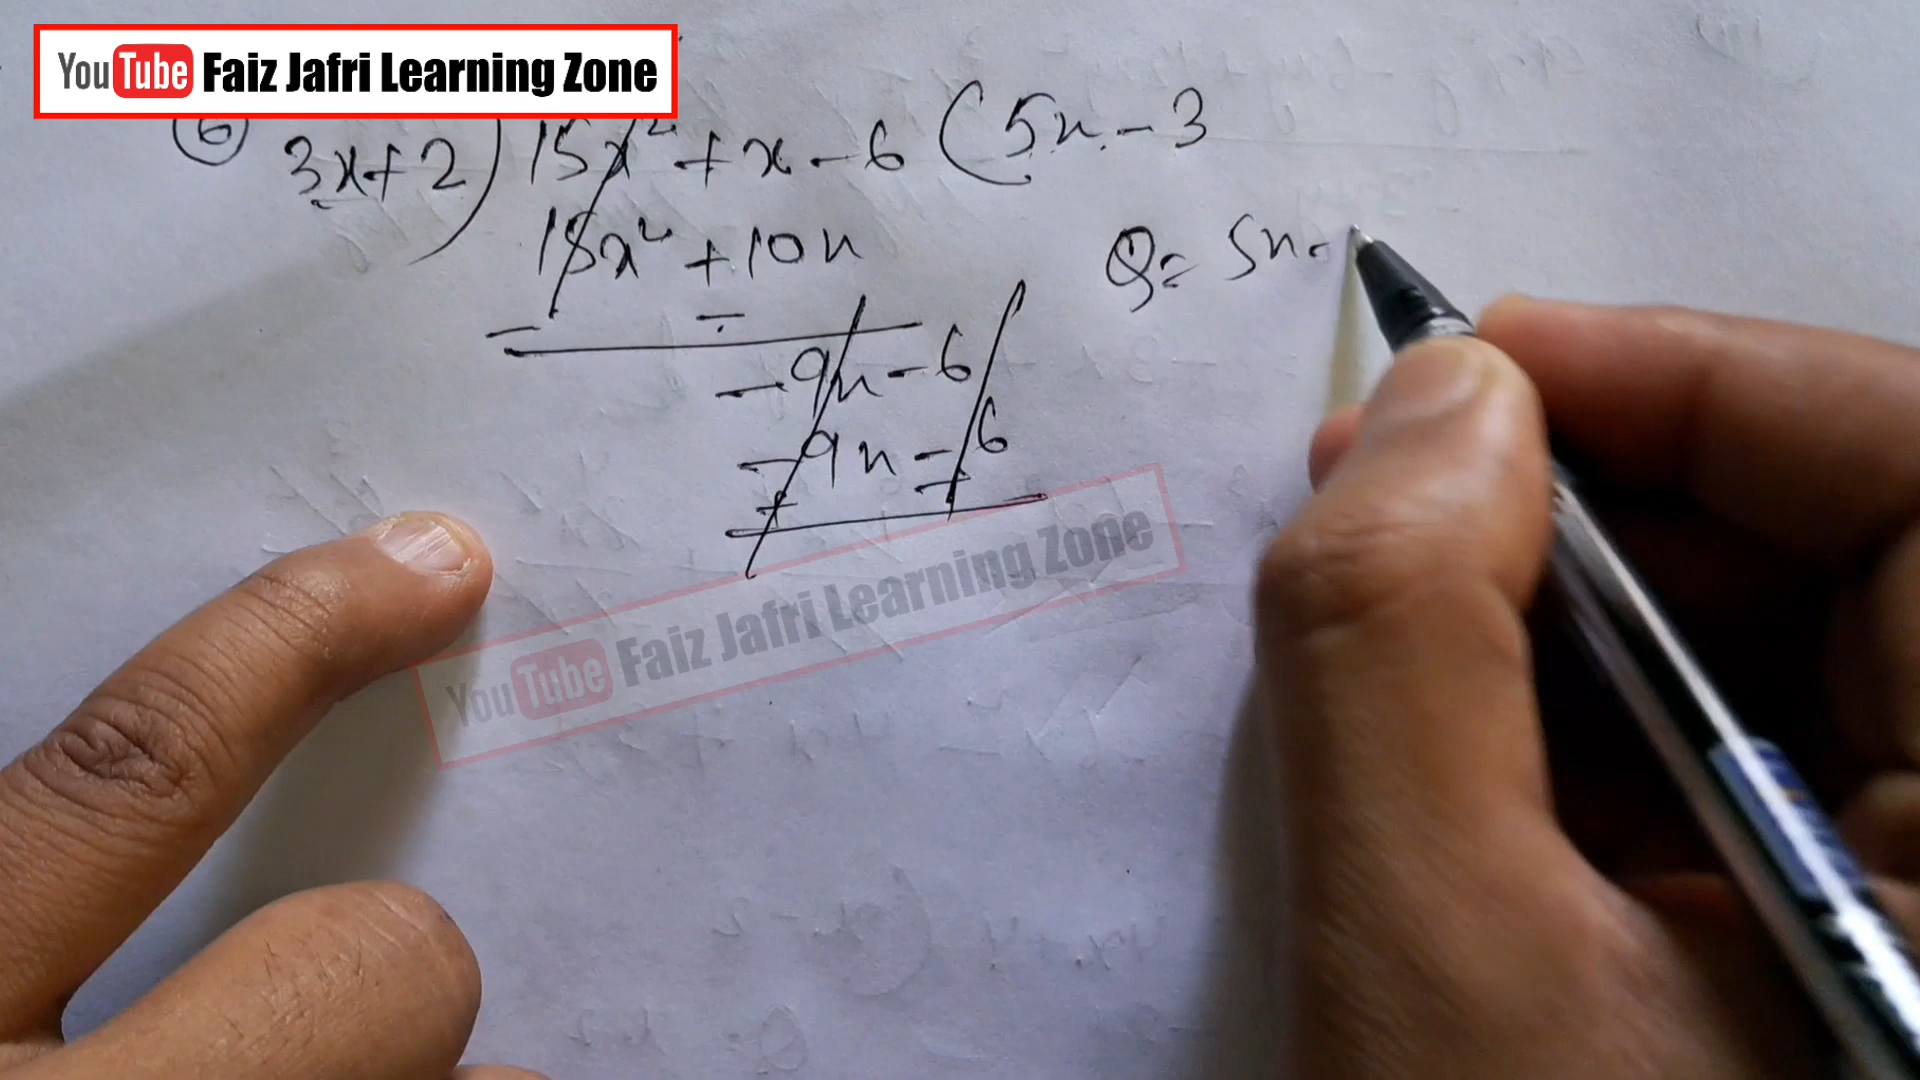 YouTube Faiz Jafri Learning Zone
⑥ 3x+2) 15x²+x-6 (5x-3
15x²+10x
- -
Q= 5x-
-9x-6
-9x-6
+ +
YouTube Faiz Jafri Learning Zone